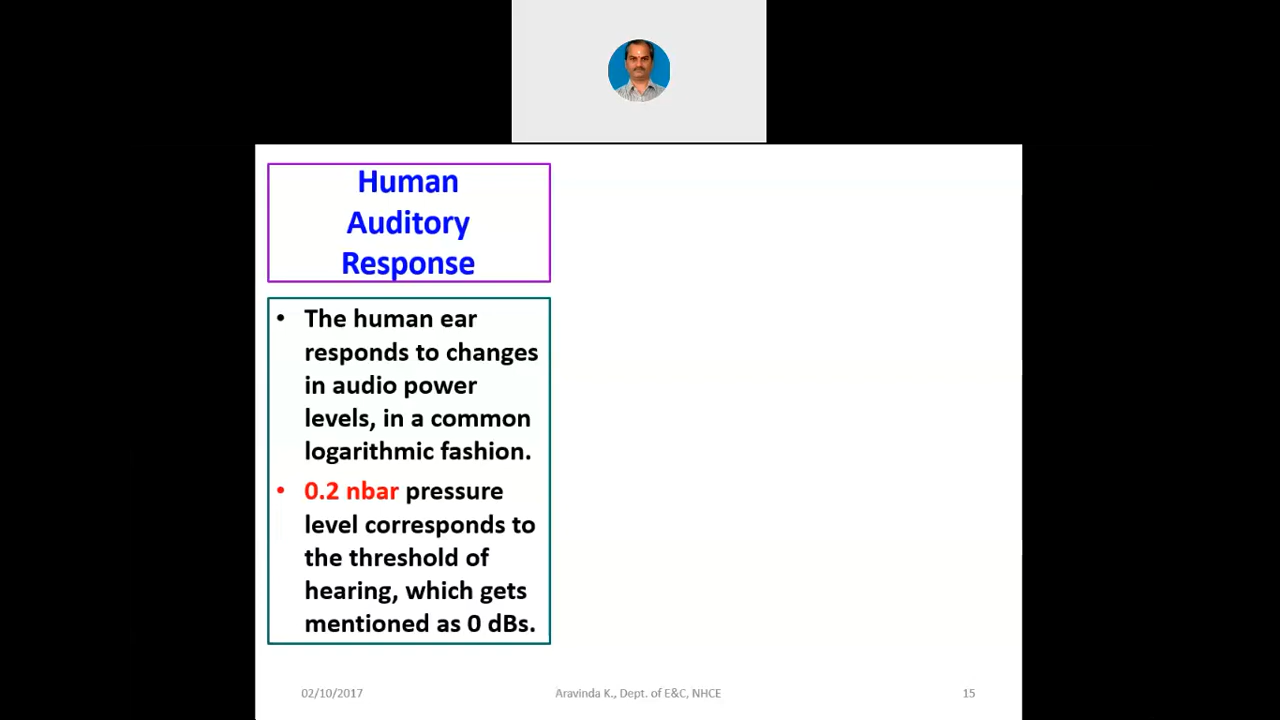 Human
Auditory
Response
• The human ear
responds to changes
in audio power
levels, in a common
logarithmic fashion.
• 0.2 nbar pressure
level corresponds to
the threshold of
hearing, which gets
mentioned as 0 dBs.
02/10/2017 Aravinda K., Dept. of E&C, NHCE 15